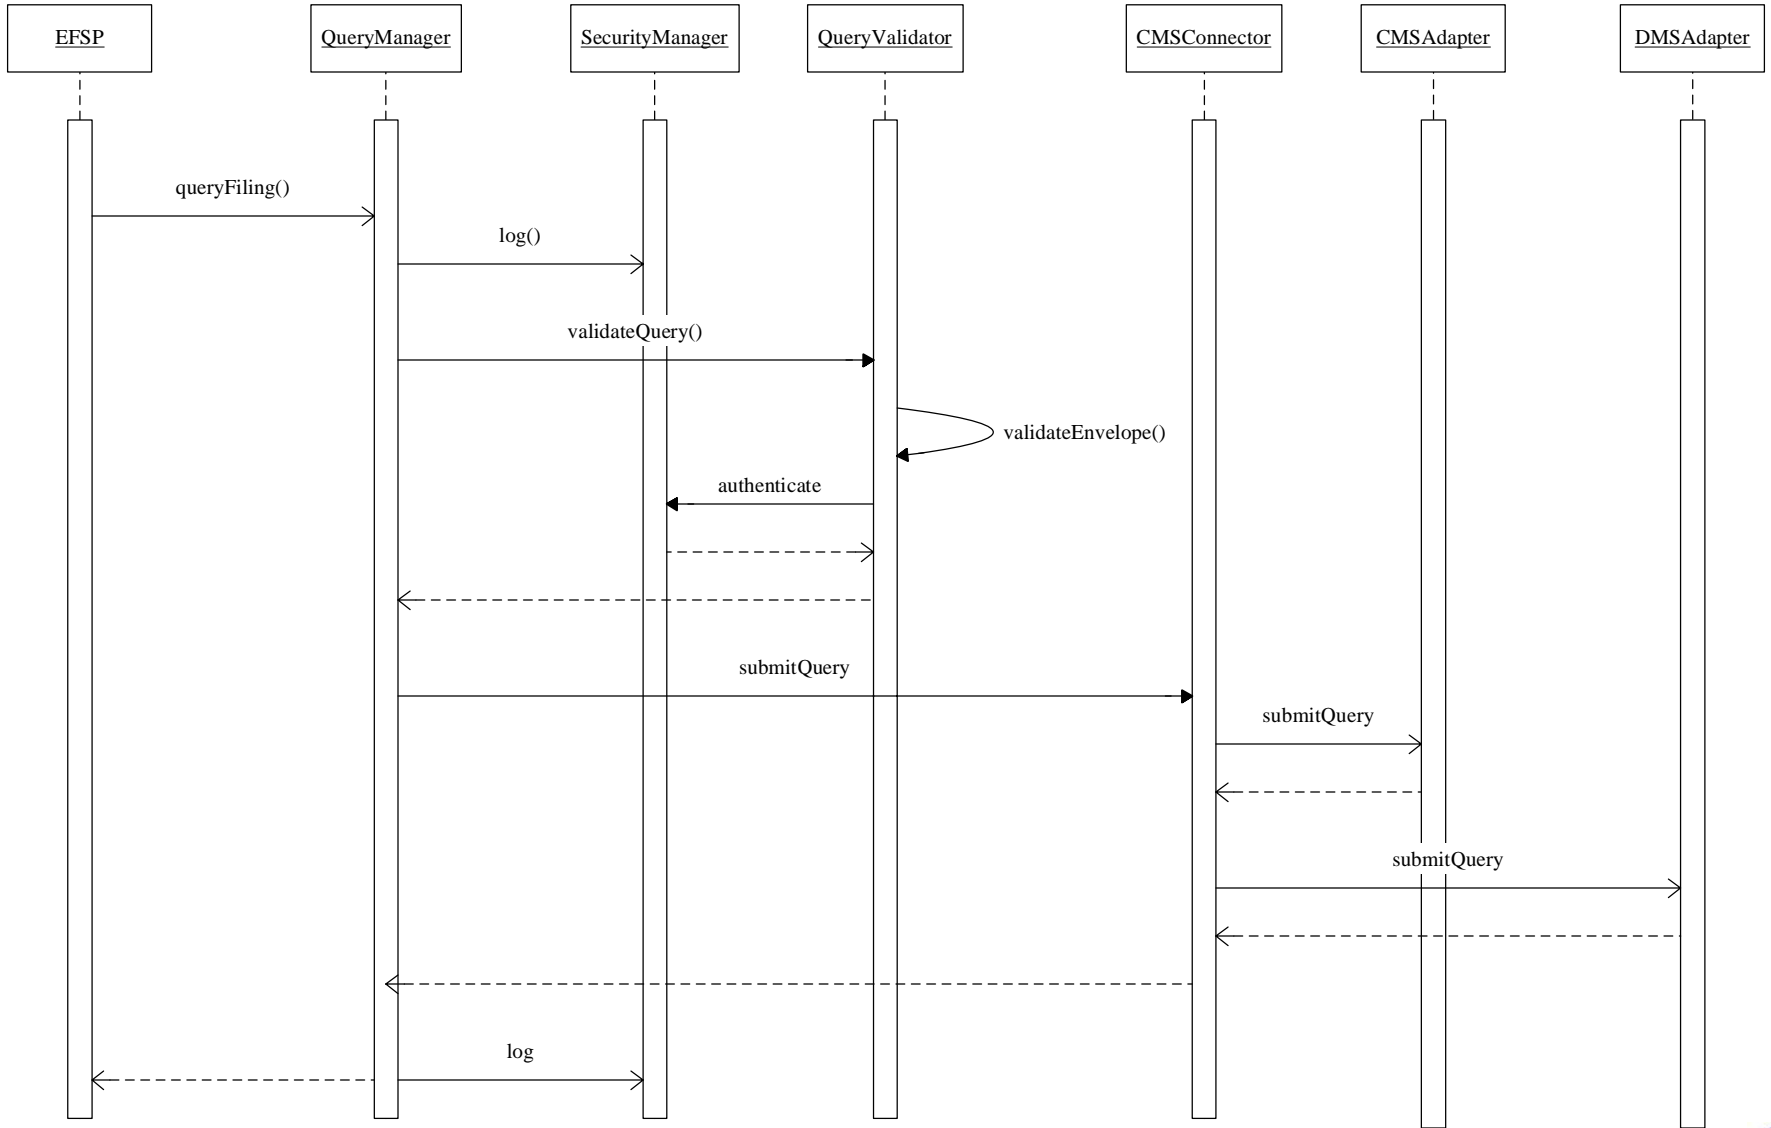 EFSP
QueryManager
SecurityManager
QueryValidator
CMSConnector
CMSAdapter
DMSAdapter
queryFiling()
log()
validateQuery()
validateEnvelope()
authenticate
submitQuery
submitQuery
submitQuery
log